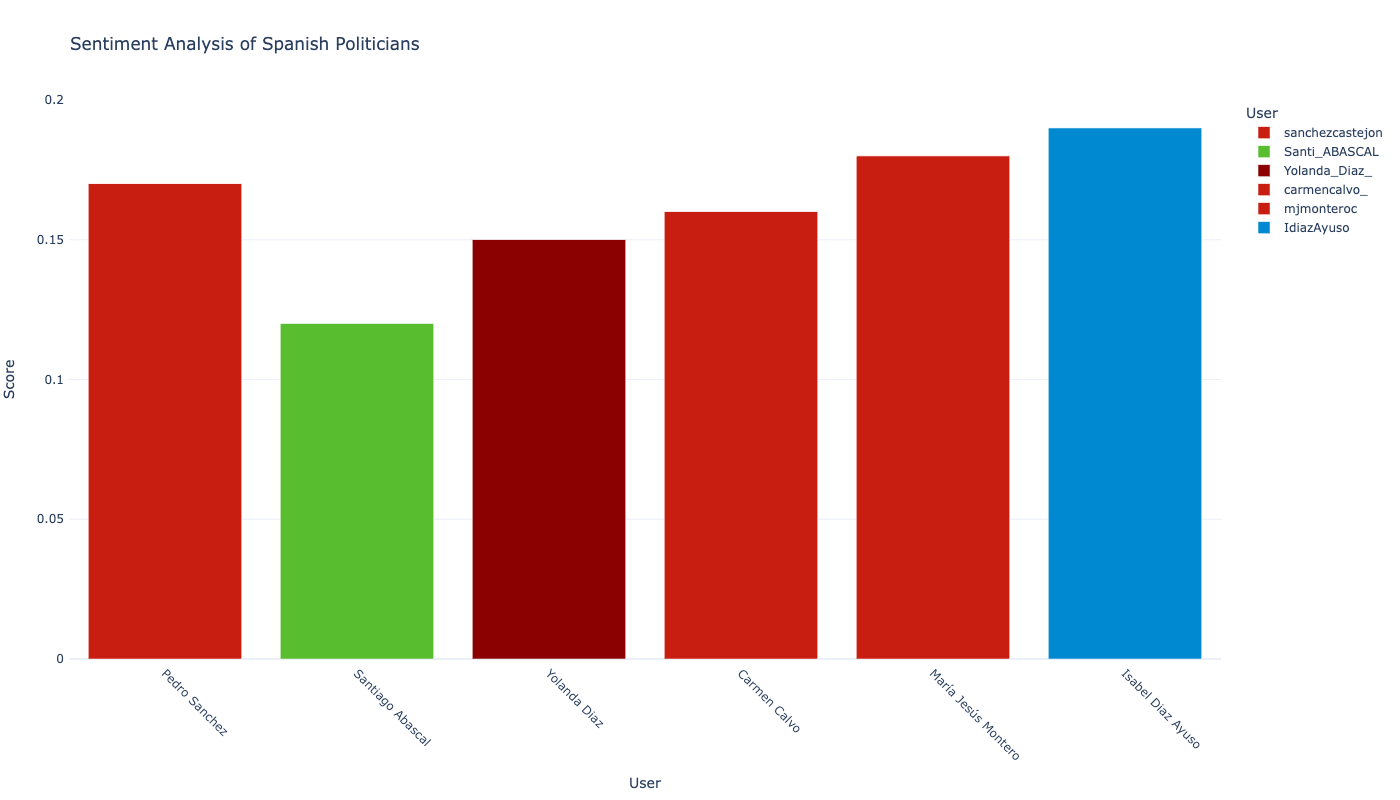 Sentiment Analysis of Spanish Politicians
0.2
0.15
0.1
0.05
0
Score
Pedro Sanchez
Santiago Abascal
Yolanda Diaz
Carmen Calvo
María Jesús Montero
Isabel Diaz Ayuso
User
User
sanchezcastejon
Santi_ABASCAL
Yolanda_Diaz_
carmencalvo_
mjmonteroc
IdiazAyuso